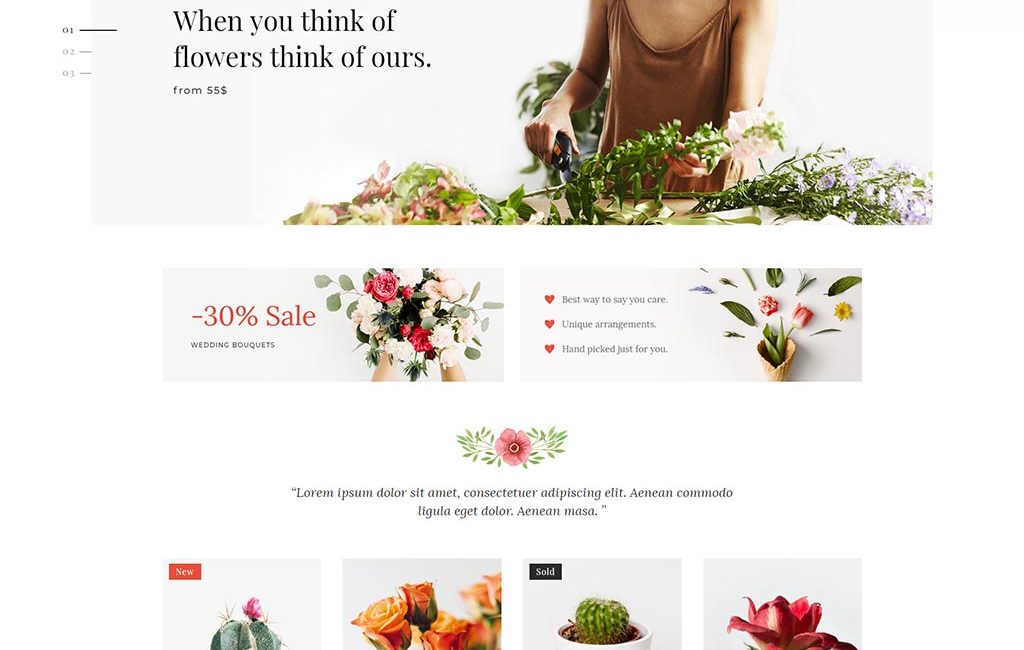 01
02
03
When you think of
flowers think of ours.
from 55$
-30% Sale
WEDDING BOUQUETS
Best way to say you care.
Unique arrangements.
Hand picked just for you.
“Lorem ipsum dolor sit amet, consectetuer adipiscing elit. Aenean commodo
ligula eget dolor. Aenean masa. ”
New
Sold